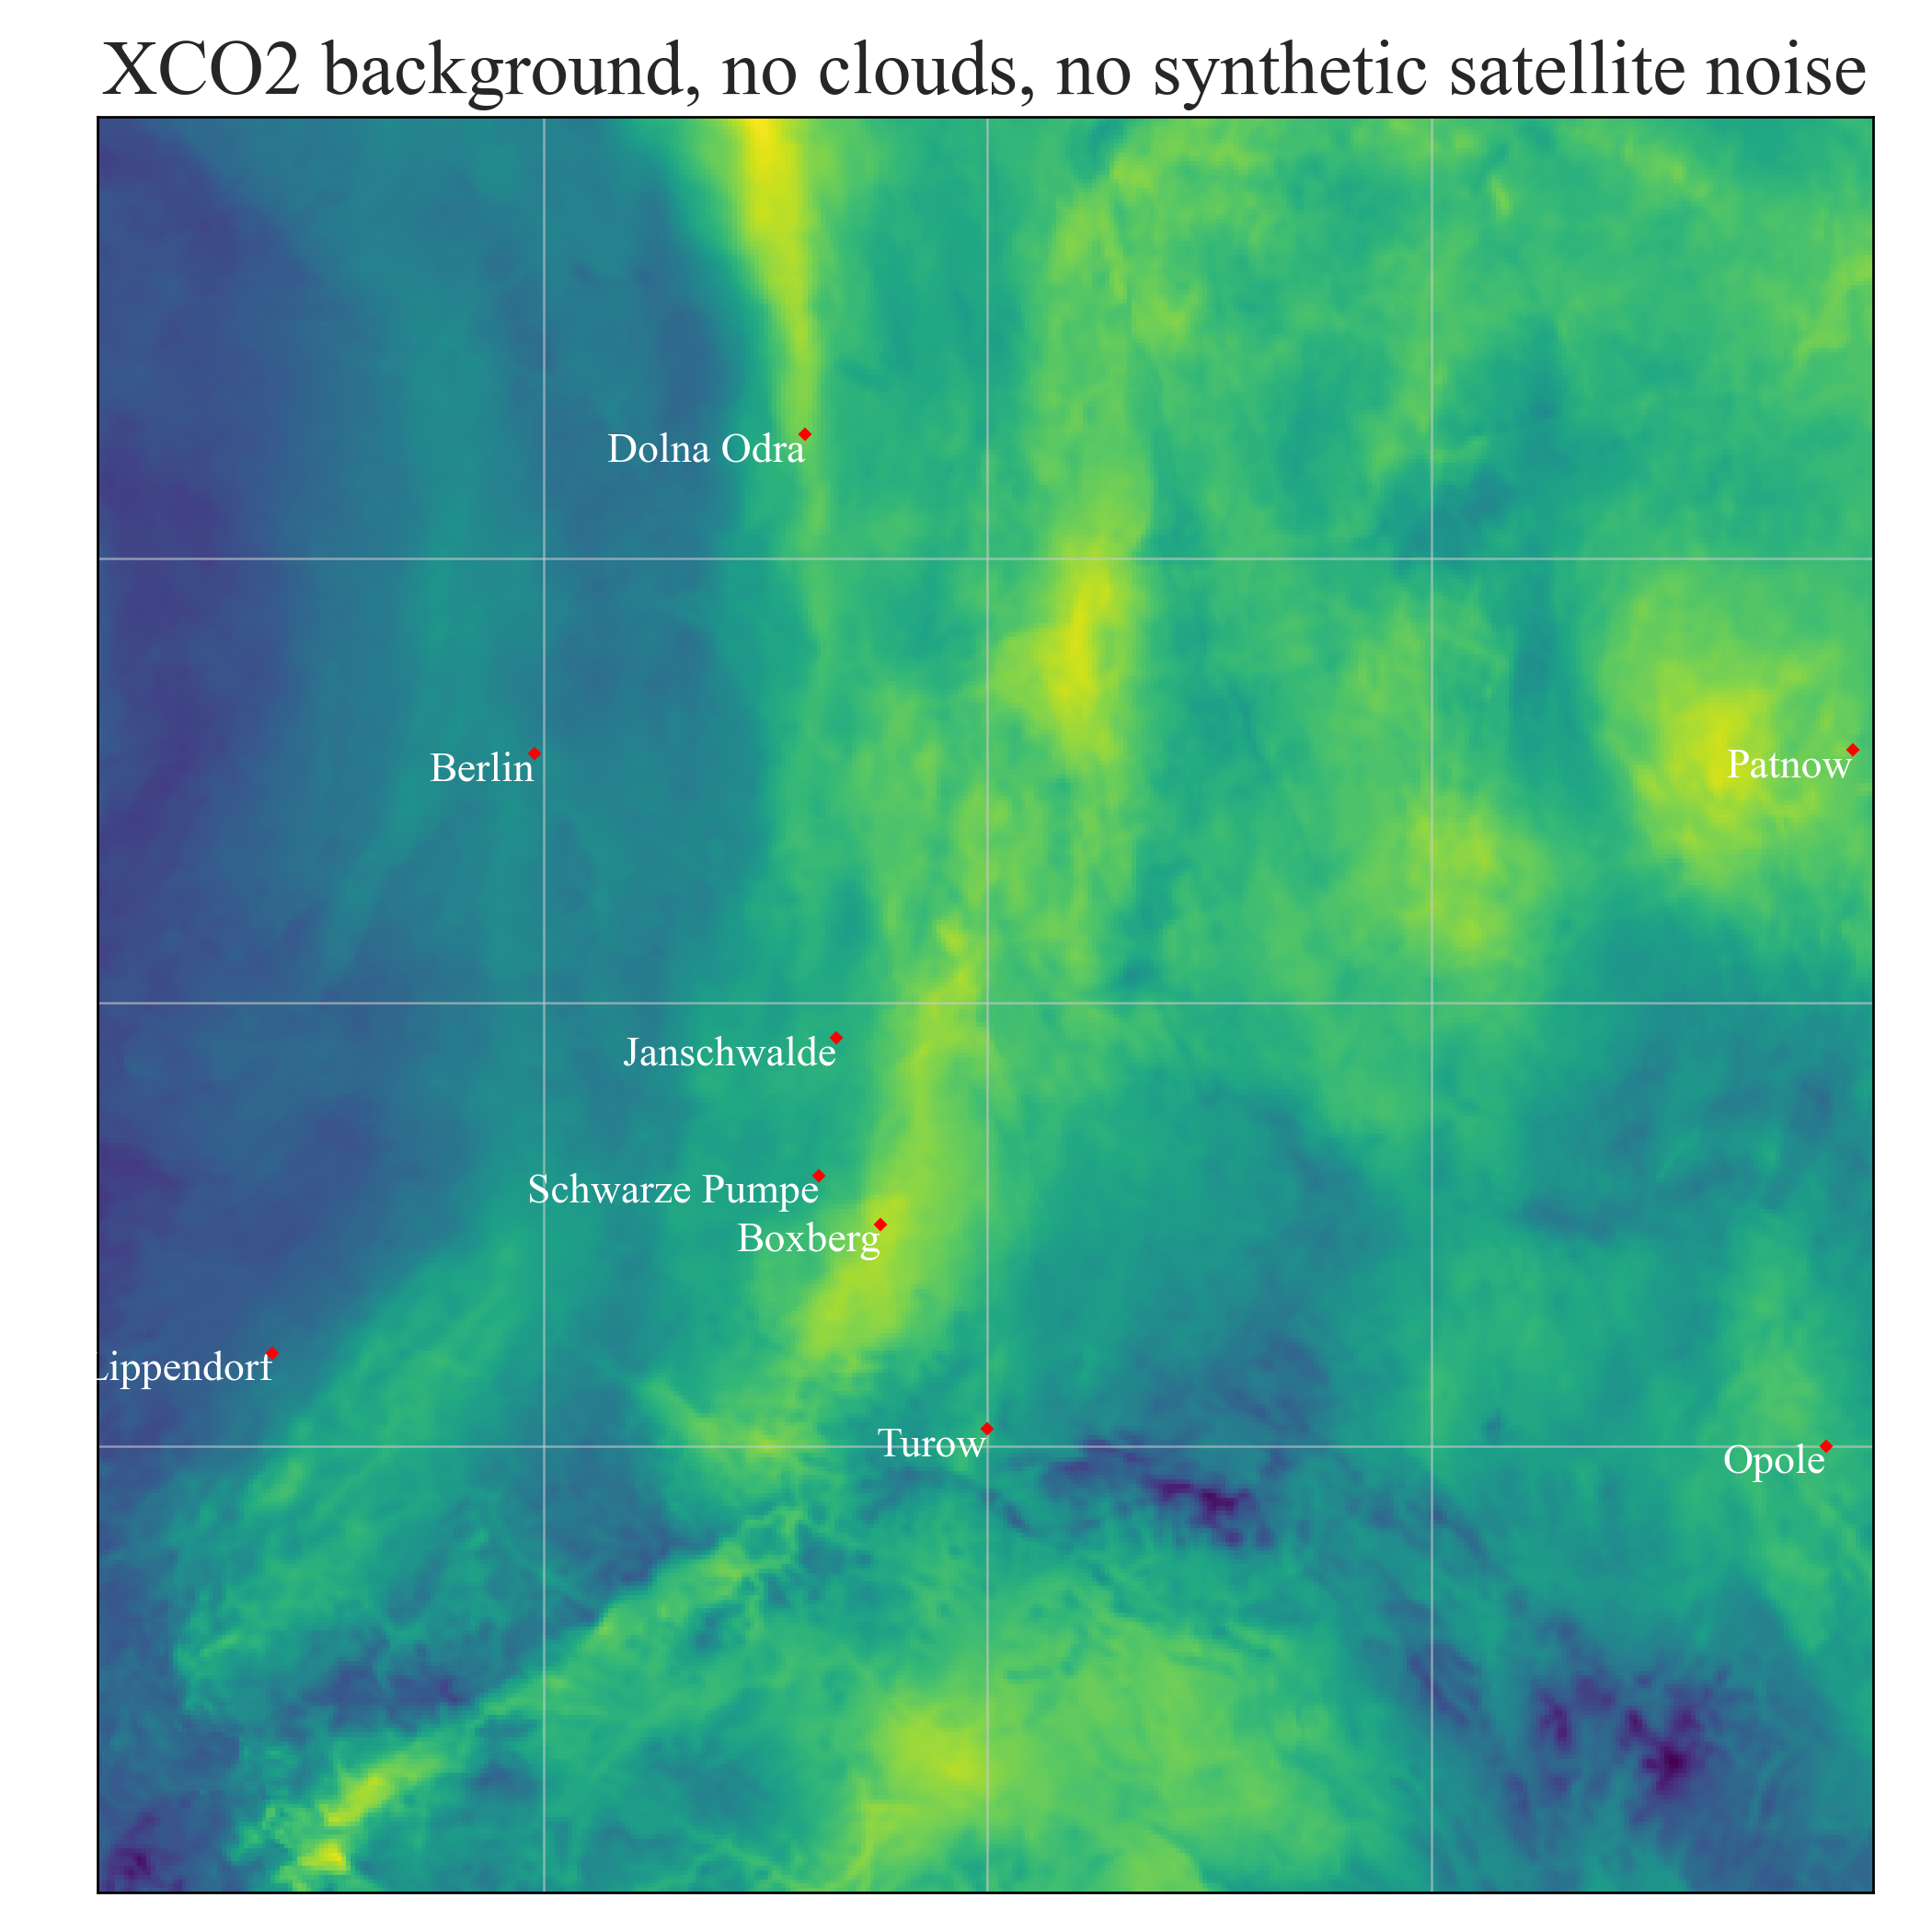 XCO2 background, no clouds, no synthetic satellite noise
Dolna Odra
Berlin
Patnow
Janschwalde
Schwarze Pumpe
Boxberg
Lippendorf
Turow
Opole